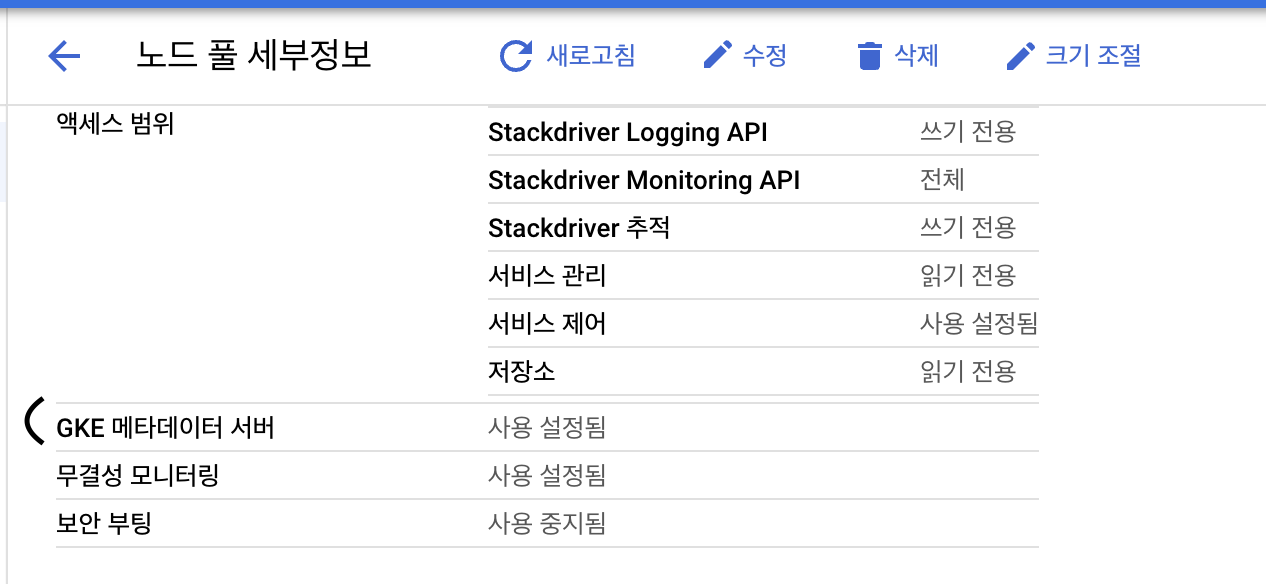 노드 풀 세부정보 새로고침 수정 삭제 크기 조절
액세스 범위
Stackdriver Logging API 쓰기 전용
Stackdriver Monitoring API 전체
Stackdriver 추적 쓰기 전용
서비스 관리 읽기 전용
서비스 제어 사용 설정됨
저장소 읽기 전용
GKE 메타데이터 서버 사용 설정됨
무결성 모니터링 사용 설정됨
보안 부팅 사용 중지됨